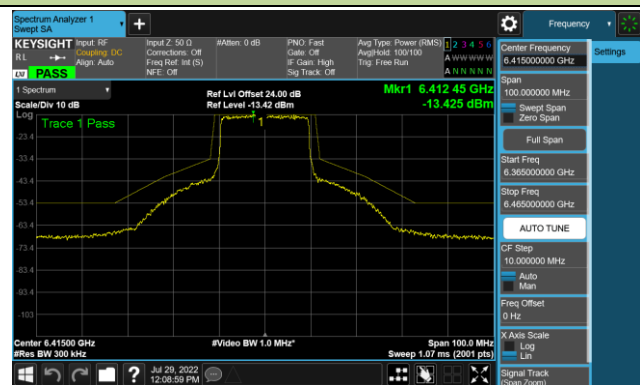 Spectrum Analyzer 1
Swept SA
Frequency
KEYSIGHT
Input: RF
Coupling: DC
Align: Auto
Input Z: 50 Ω
Corrections: Off
Freq Ref: Int (S)
NFE: Off
#Atten: 0 dB
PNO: Fast
Gate: Off
IF Gain: High
Sig Track: Off
Avg Type: Power (RMS)
Avg|Hold: 100/100
Trig: Free Run
1 2 3 4 5 6
A W W W W W
A N N N N N
R L
LXI
PASS
1 Spectrum
Scale/Div 10 dB
Ref Lvl Offset 24.00 dB
Ref Level -13.42 dBm
Mkr1 6.412 45 GHz
-13.425 dBm
Log
Trace 1 Pass
1
-23.4
-33.4
-43.4
-53.4
-63.4
-73.4
-83.4
-93.4
-103
Center 6.41500 GHz
#Res BW 300 kHz
#Video BW 1.0 MHz*
Span 100.0 MHz
Sweep 1.07 ms (2001 pts)
Jul 29, 2022
12:08:59 PM
Center Frequency
6.415000000 GHz
Settings
Span
100.000000 MHz
Swept Span
Zero Span
Full Span
Start Freq
6.365000000 GHz
Stop Freq
6.465000000 GHz
AUTO TUNE
CF Step
10.000000 MHz
Auto
Man
Freq Offset
0 Hz
X Axis Scale
Log
Lin
Signal Track
(Span Zoom)